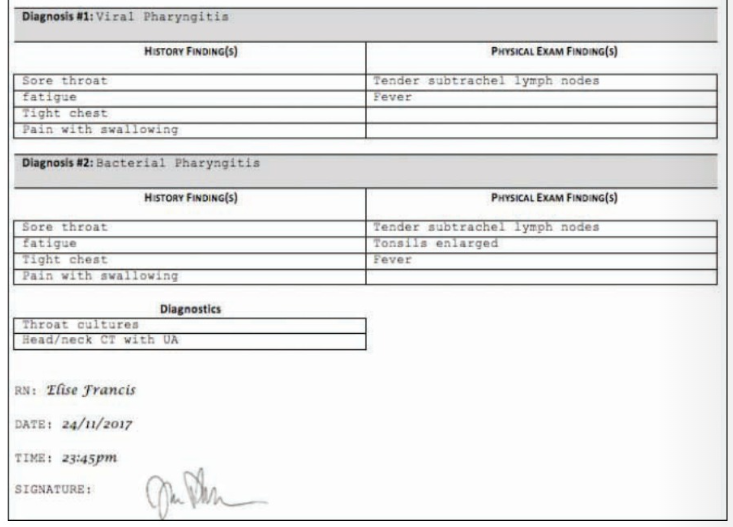 Diagnosis #1: Viral Pharyngitis
HISTORY FINDING(S) PHYSICAL EXAM FINDING(S)
Sore throat Tender subtrachel lymph nodes
fatigue Fever
Tight chest
Pain with swallowing
Diagnosis #2: Bacterial Pharyngitis
HISTORY FINDING(S) PHYSICAL EXAM FINDING(S)
Sore throat Tender subtrachel lymph nodes
fatigue Tonsils enlarged
Tight chest Fever
Pain with swallowing
Diagnostics
Throat cultures
Head/neck CT with UA
RN: Elise Francis
DATE: 24/11/2017
TIME: 23:45pm
SIGNATURE: